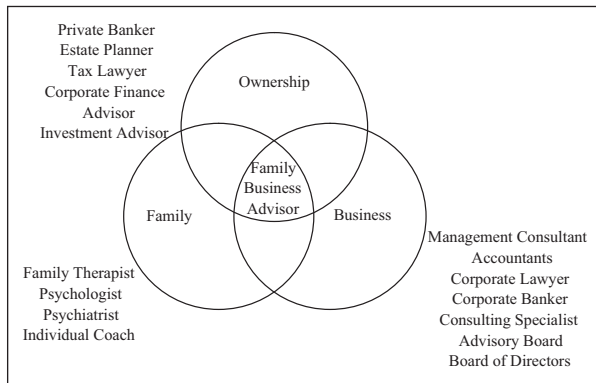 Private Banker
Estate Planner
Tax Lawyer
Corporate Finance
Advisor
Investment Advisor
Ownership
Family
Business
Advisor
Family
Business
Family Therapist
Psychologist
Psychiatrist
Individual Coach
Management Consultant
Accountants
Corporate Lawyer
Corporate Banker
Consulting Specialist
Advisory Board
Board of Directors